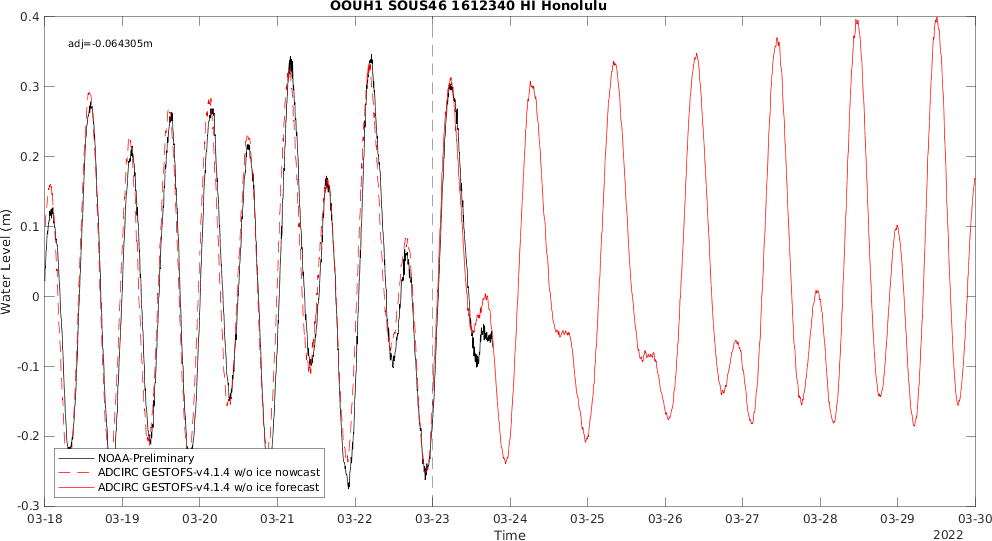 OOUH1 SOUS46 1612340 HI Honolulu
adj=-0.064305m
Water Level (m)
0.4
0.3
0.2
0.1
0
-0.1
-0.2
-0.3
NOAA-Preliminary
ADCIRC GESTOFS-v4.1.4 w/o ice nowcast
ADCIRC GESTOFS-v4.1.4 w/o ice forecast
03-18 03-19 03-20 03-21 03-22 03-23 03-24 03-25 03-26 03-27 03-28 03-29 03-30
Time
2022